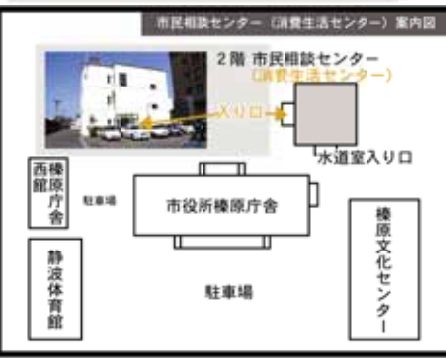 市民相談センター（消費生活センター）案内図
2階 市民相談センター
（消費生活センター）
入り口
水道室入り口
榛原庁舎
西館
駐車場
市役所榛原庁舎
榛原文化センター
静波体育館
駐車場